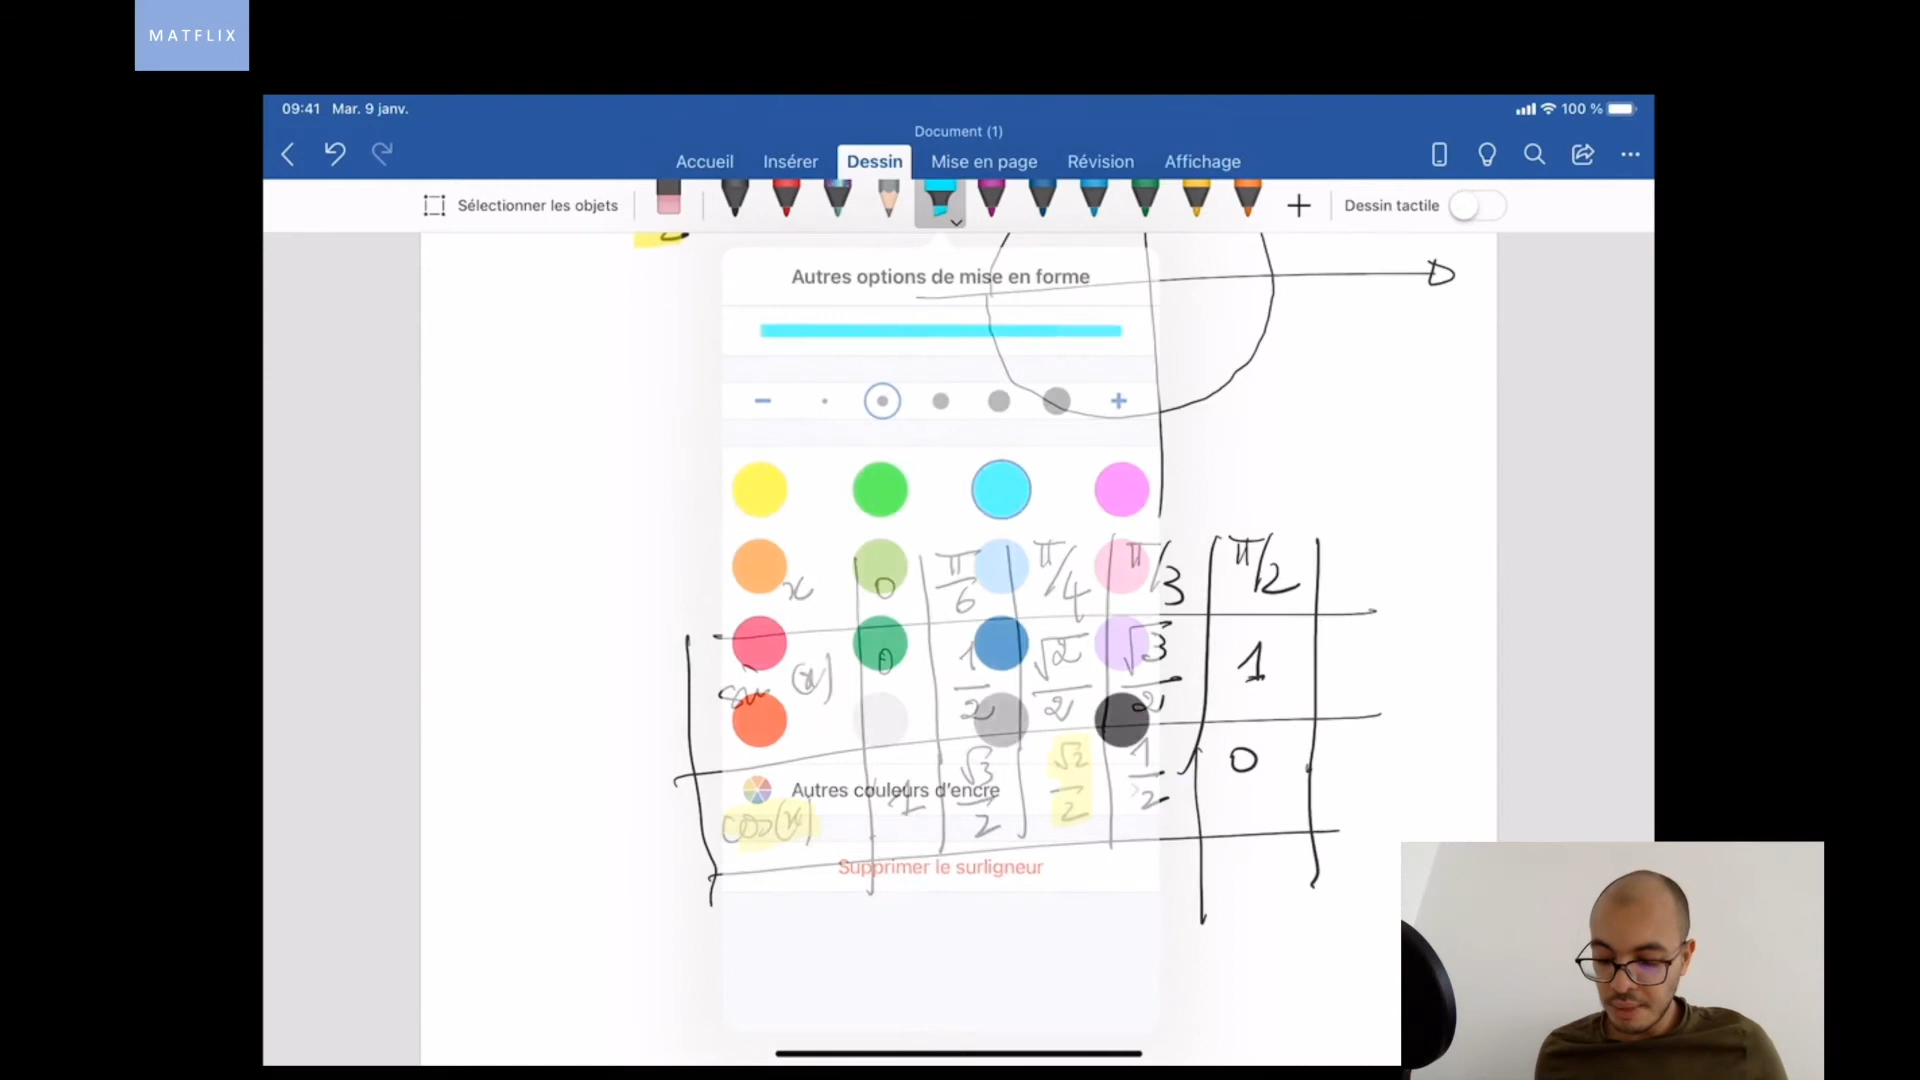 MATFLIX
09:41 Mar. 9 janv.
100 %
Document (1)
Accueil Insérer Dessin Mise en page Révision Affichage
Sélectionner les objets
Dessin tactile
Autres options de mise en forme
x 0 π/6 π/4 π/3 π/2
sin (x) 0 1/2 √2/2 √3/2 1
cos(x) 1 √3/2 √2/2 1/2 0
Autres couleurs d'encre
Supprimer le surligneur